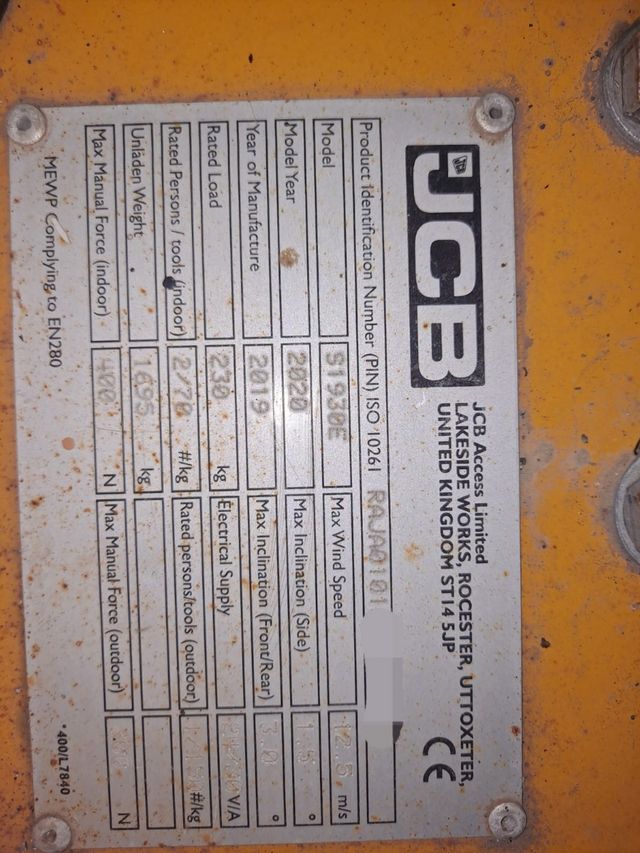 JCB
JCB Access Limited
LAKESIDE WORKS, ROCESTER, UTTOXETER,
UNITED KINGDOM ST14 5JP
CE
Product Identification Number (PIN) ISO 10261 RAJA0101
Model S1930E Max Wind Speed 12.5 m/s
Model Year 2020 Max Inclination (Side) 1.5 °
Year of Manufacture 2019 Max Inclination (Front/Rear) 3.0 °
Rated Load 230 kg Electrical Supply V/A
Rated Persons / tools (indoor) 2/70 #/kg Rated persons/tools (outdoor) #/kg
Unladen Weight 1695 kg
Max Manual Force (indoor) 400 N Max Manual Force (outdoor) N
MEWP Complying to EN280
*400/L7840